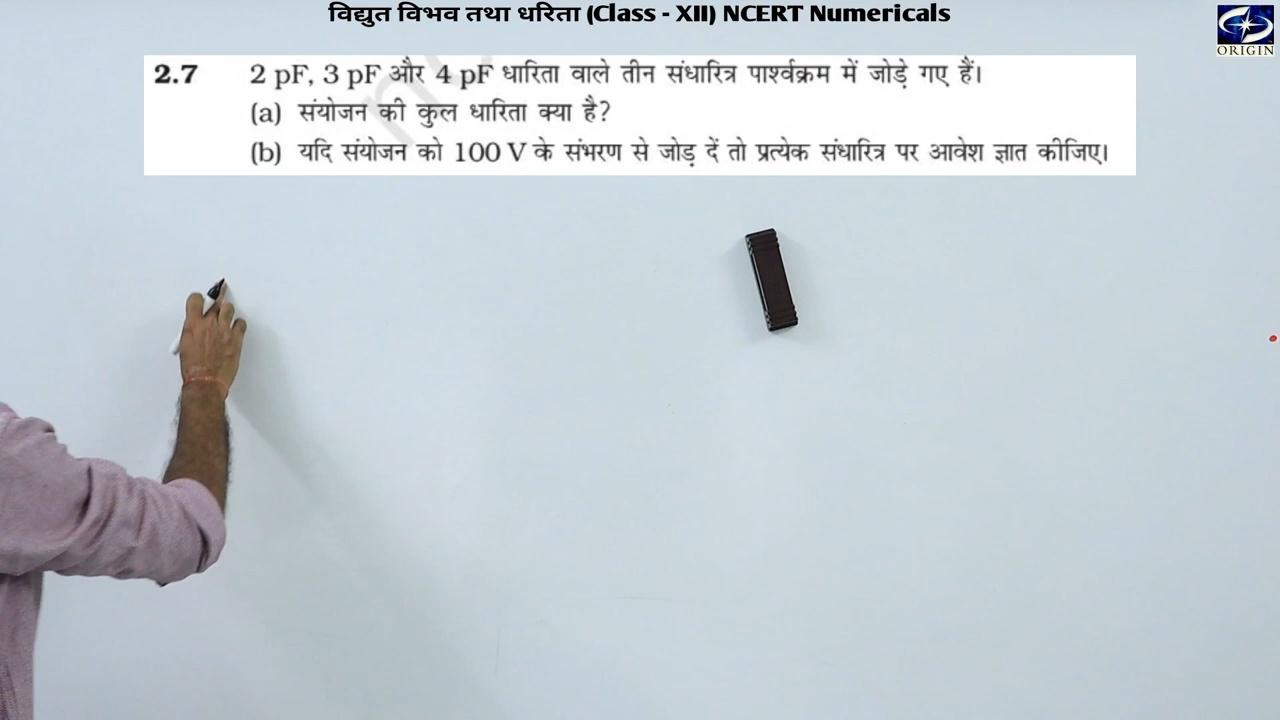 विद्युत विभव तथा धरिता (Class - XII) NCERT Numericals
ORIGIN
2.7 2 pF, 3 pF और 4 pF धारिता वाले तीन संधारित्र पार्श्वक्रम में जोड़े गए हैं।
(a) संयोजन की कुल धारिता क्या है?
(b) यदि संयोजन को 100 V के संभरण से जोड़ दें तो प्रत्येक संधारित्र पर आवेश ज्ञात कीजिए।